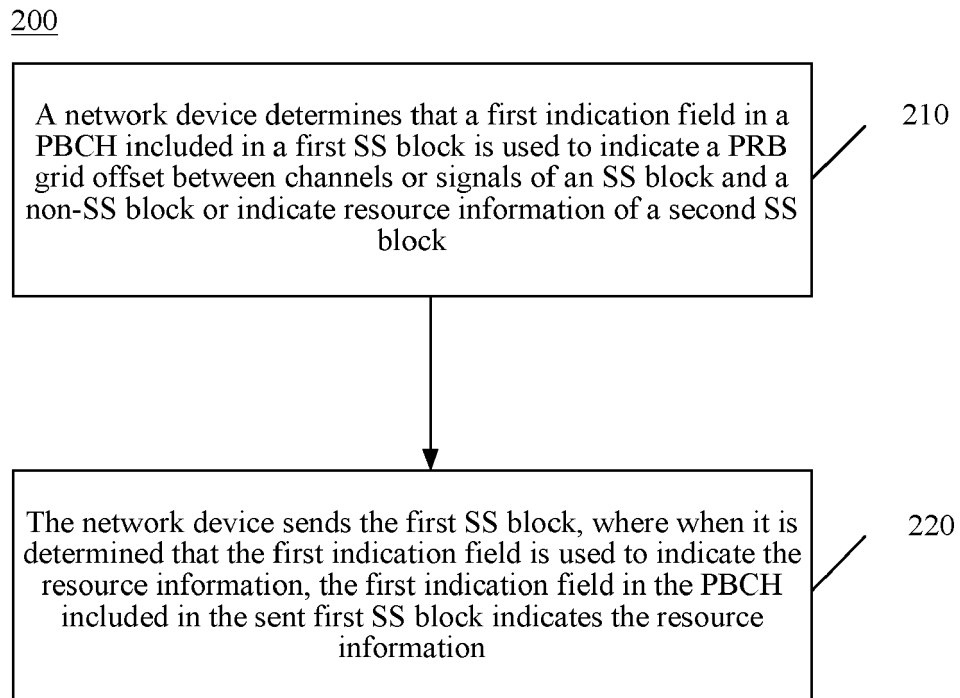 200
A network device determines that a first indication field in a
PBCH included in a first SS block is used to indicate a PRB
grid offset between channels or signals of an SS block and a
non-SS block or indicate resource information of a second SS
block
210
The network device sends the first SS block, where when it is
determined that the first indication field is used to indicate the
resource information, the first indication field in the PBCH
included in the sent first SS block indicates the resource
information
220